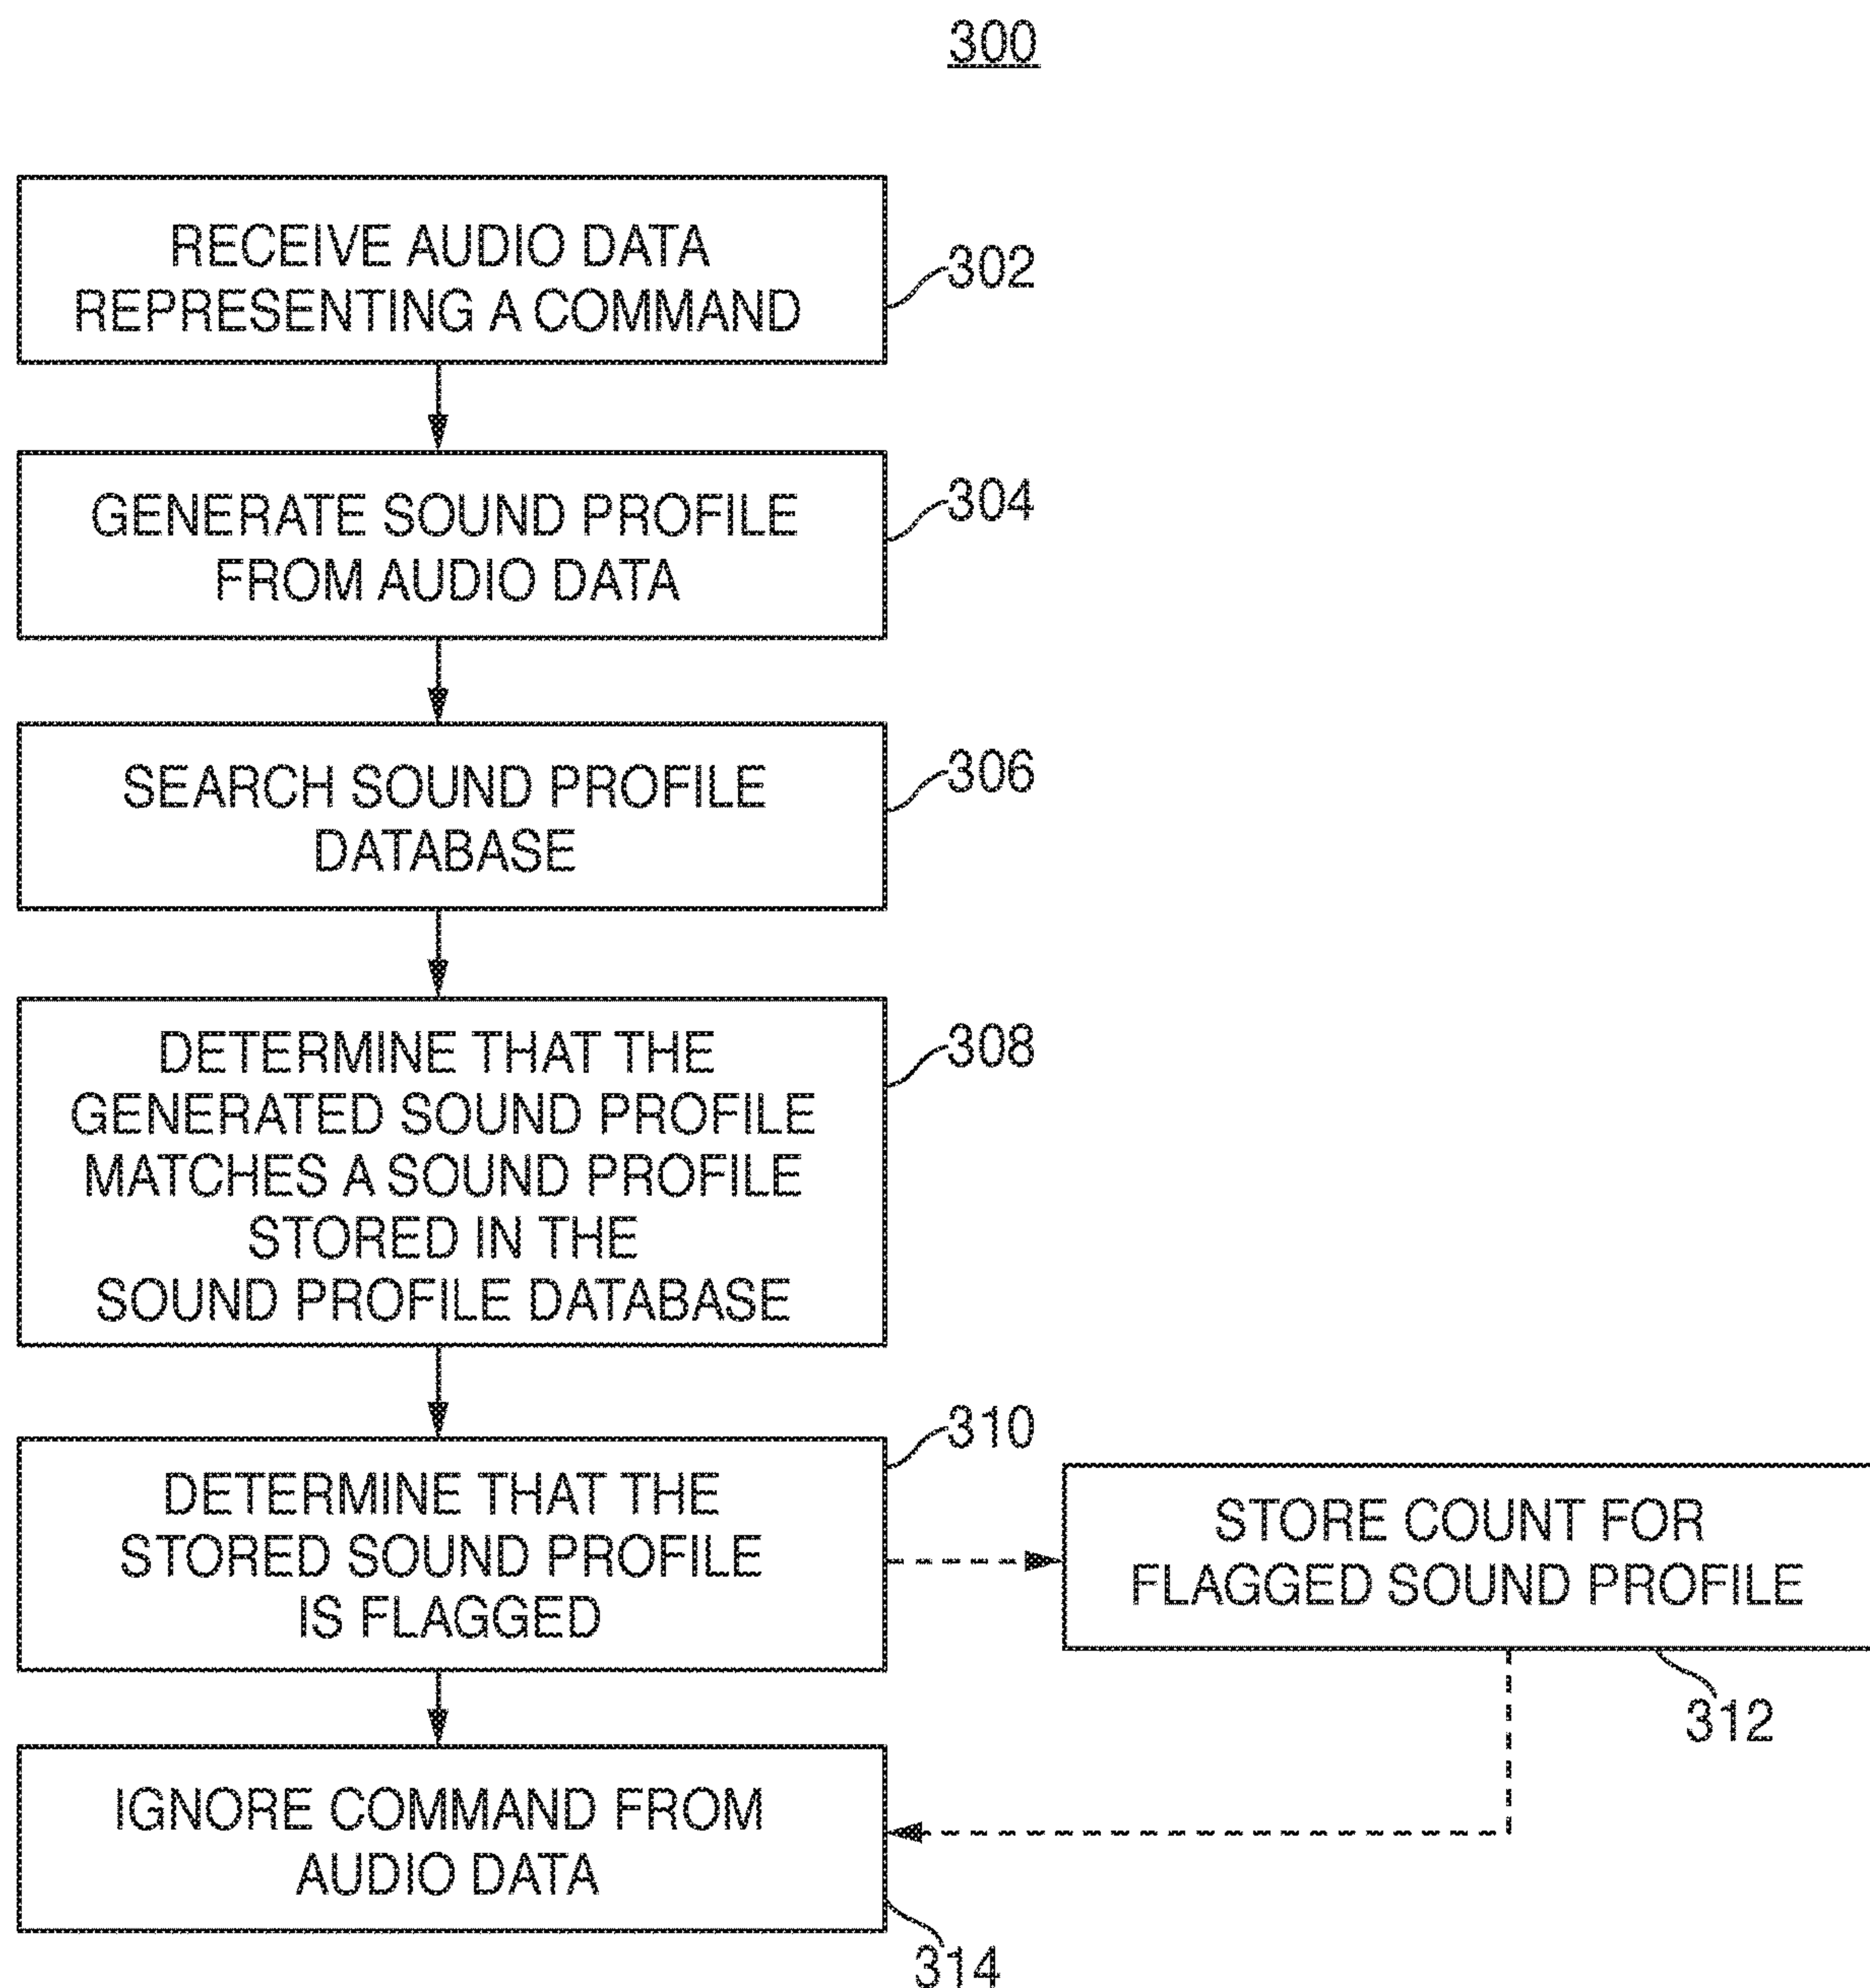 300
RECEIVE AUDIO DATA
REPRESENTING A COMMAND
302
GENERATE SOUND PROFILE
FROM AUDIO DATA
304
SEARCH SOUND PROFILE
DATABASE
306
DETERMINE THAT THE
GENERATED SOUND PROFILE
MATCHES A SOUND PROFILE
STORED IN THE
SOUND PROFILE DATABASE
308
DETERMINE THAT THE
STORED SOUND PROFILE
IS FLAGGED
310
STORE COUNT FOR
FLAGGED SOUND PROFILE
312
IGNORE COMMAND FROM
AUDIO DATA
314